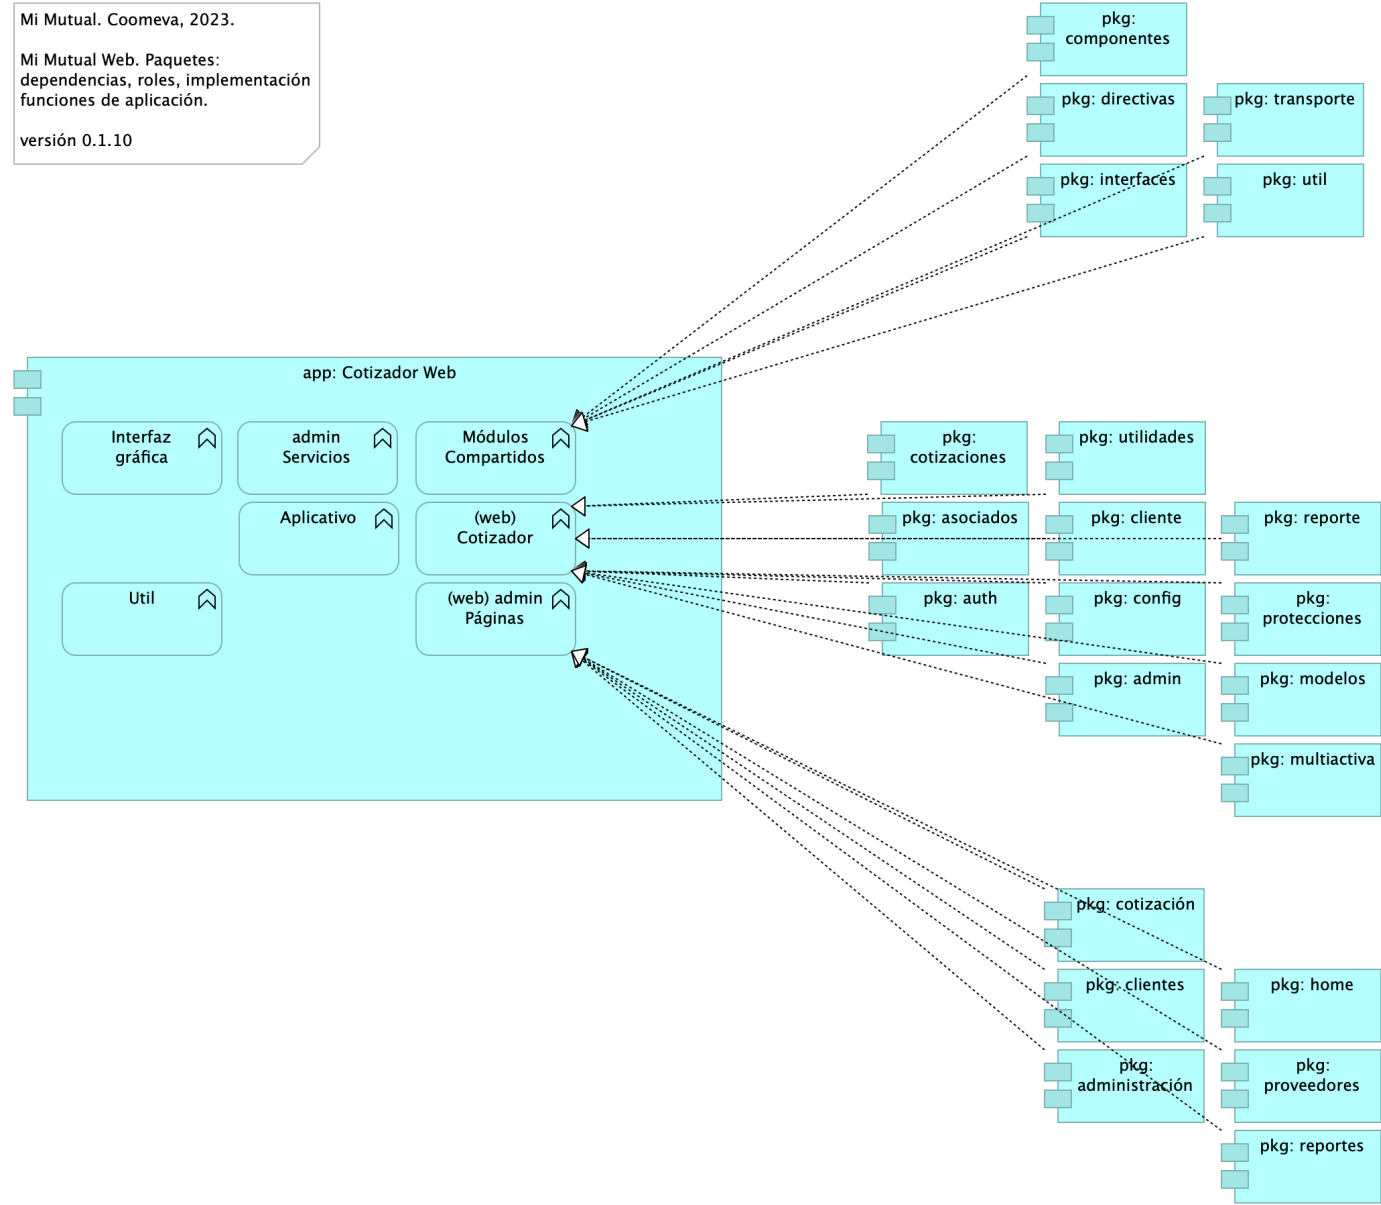 Mi Mutual. Coomeva, 2023.
Mi Mutual Web. Paquetes:
dependencias, roles, implementación
funciones de aplicación.
versión 0.1.10
pkg:
componentes
pkg: directivas
pkg: transporte
pkg: interfaces
pkg: util
app: Cotizador Web
Interfaz
gráfica
admin
Servicios
Módulos
Compartidos
Aplicativo
(web)
Cotizador
Util
(web) admin
Páginas
pkg:
cotizaciones
pkg: utilidades
pkg: asociados
pkg: cliente
pkg: reporte
pkg: auth
pkg: config
pkg:
protecciones
pkg: admin
pkg: modelos
pkg: multiactiva
pkg: cotización
pkg: clientes
pkg: home
pkg:
administración
pkg:
proveedores
pkg: reportes